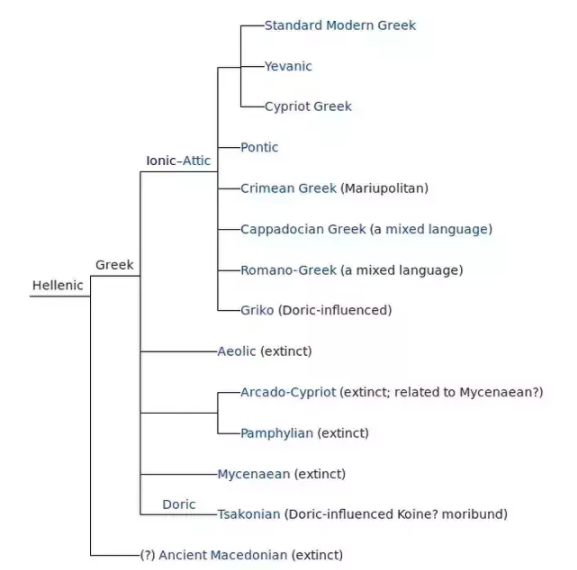 Standard Modern Greek
Yevanic
Cypriot Greek
Pontic
Ionic–Attic
Crimean Greek (Mariupolitan)
Cappadocian Greek (a mixed language)
Greek
Romano-Greek (a mixed language)
Hellenic
Griko (Doric-influenced)
Aeolic (extinct)
Arcado-Cypriot (extinct; related to Mycenaean?)
Pamphylian (extinct)
Mycenaean (extinct)
Doric
Tsakonian (Doric-influenced Koine? moribund)
(?) Ancient Macedonian (extinct)